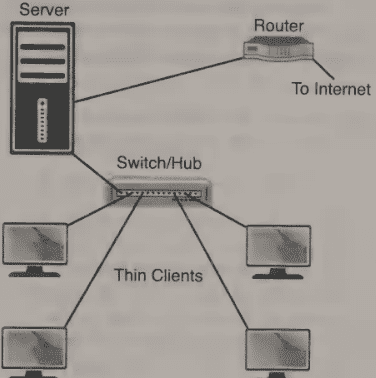 Server
Router
To Internet
Switch/Hub
Thin Clients